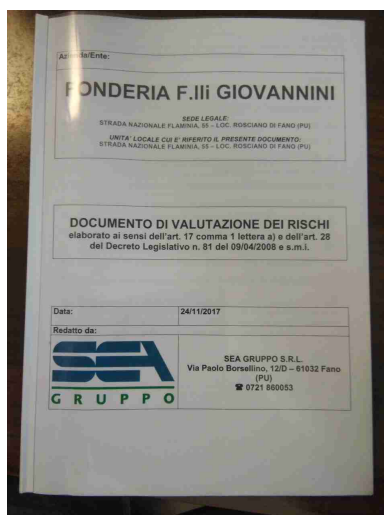 Azienda/Ente:
FONDERIA F.lli GIOVANNINI
SEDE LEGALE:
STRADA NAZIONALE FLAMINIA, 55 – LOC. ROSCIANO DI FANO (PU)
UNITA' LOCALE CUI E' RIFERITO IL PRESENTE DOCUMENTO:
STRADA NAZIONALE FLAMINIA, 55 – LOC. ROSCIANO DI FANO (PU)
DOCUMENTO DI VALUTAZIONE DEI RISCHI
elaborato ai sensi dell'art. 17 comma 1 lettera a) e dell'art. 28
del Decreto Legislativo n. 81 del 09/04/2008 e s.m.i.
Data: 24/11/2017
Redatto da:
SEA
GRUPPO
SEA GRUPPO S.R.L.
Via Paolo Borsellino, 12/D – 61032 Fano
(PU)
☎ 0721 860053